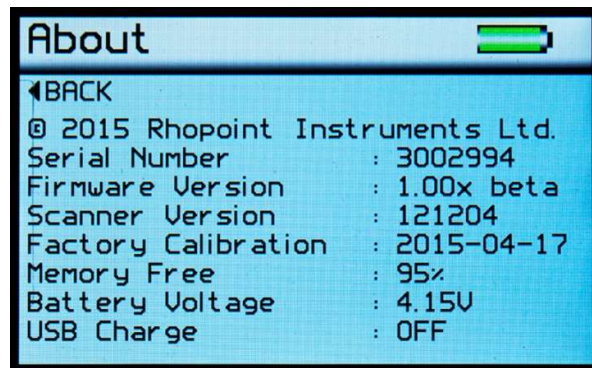 About
◀BACK
© 2015 Rhopoint Instruments Ltd.
Serial Number : 3002994
Firmware Version : 1.00x beta
Scanner Version : 121204
Factory Calibration : 2015-04-17
Memory Free : 95%
Battery Voltage : 4.15V
USB Charge : OFF